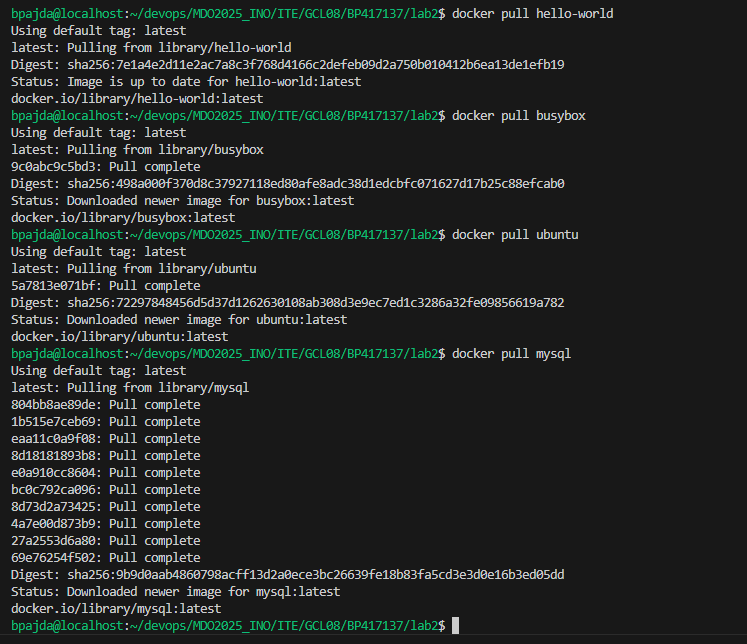 bpajda@localhost:~/devops/MDO2025_INO/ITE/GCL08/BP417137/lab2$ docker pull hello-world
Using default tag: latest
latest: Pulling from library/hello-world
Digest: sha256:7e1a4e2d11e2ac7a8c3f768d4166c2defeb09d2a750b010412b6ea13de1efb19
Status: Image is up to date for hello-world:latest
docker.io/library/hello-world:latest
bpajda@localhost:~/devops/MDO2025_INO/ITE/GCL08/BP417137/lab2$ docker pull busybox
Using default tag: latest
latest: Pulling from library/busybox
9c0abc9c5bd3: Pull complete
Digest: sha256:498a000f370d8c37927118ed80afe8adc38d1edcbfc071627d17b25c88efcab0
Status: Downloaded newer image for busybox:latest
docker.io/library/busybox:latest
bpajda@localhost:~/devops/MDO2025_INO/ITE/GCL08/BP417137/lab2$ docker pull ubuntu
Using default tag: latest
latest: Pulling from library/ubuntu
5a7813e071bf: Pull complete
Digest: sha256:72297848456d5d37d1262630108ab308d3e9ec7ed1c3286a32fe09856619a782
Status: Downloaded newer image for ubuntu:latest
docker.io/library/ubuntu:latest
bpajda@localhost:~/devops/MDO2025_INO/ITE/GCL08/BP417137/lab2$ docker pull mysql
Using default tag: latest
latest: Pulling from library/mysql
804bb8ae89de: Pull complete
1b515e7ceb69: Pull complete
eaa11c0a9f08: Pull complete
8d18181893b8: Pull complete
e0a910cc8604: Pull complete
bc0c792ca096: Pull complete
8d73d2a73425: Pull complete
4a7e00d873b9: Pull complete
27a2553d6a80: Pull complete
69e76254f502: Pull complete
Digest: sha256:9b9d0aab4860798acff13d2a0ece3bc26639fe18b83fa5cd3e3d0e16b3ed05dd
Status: Downloaded newer image for mysql:latest
docker.io/library/mysql:latest
bpajda@localhost:~/devops/MDO2025_INO/ITE/GCL08/BP417137/lab2$